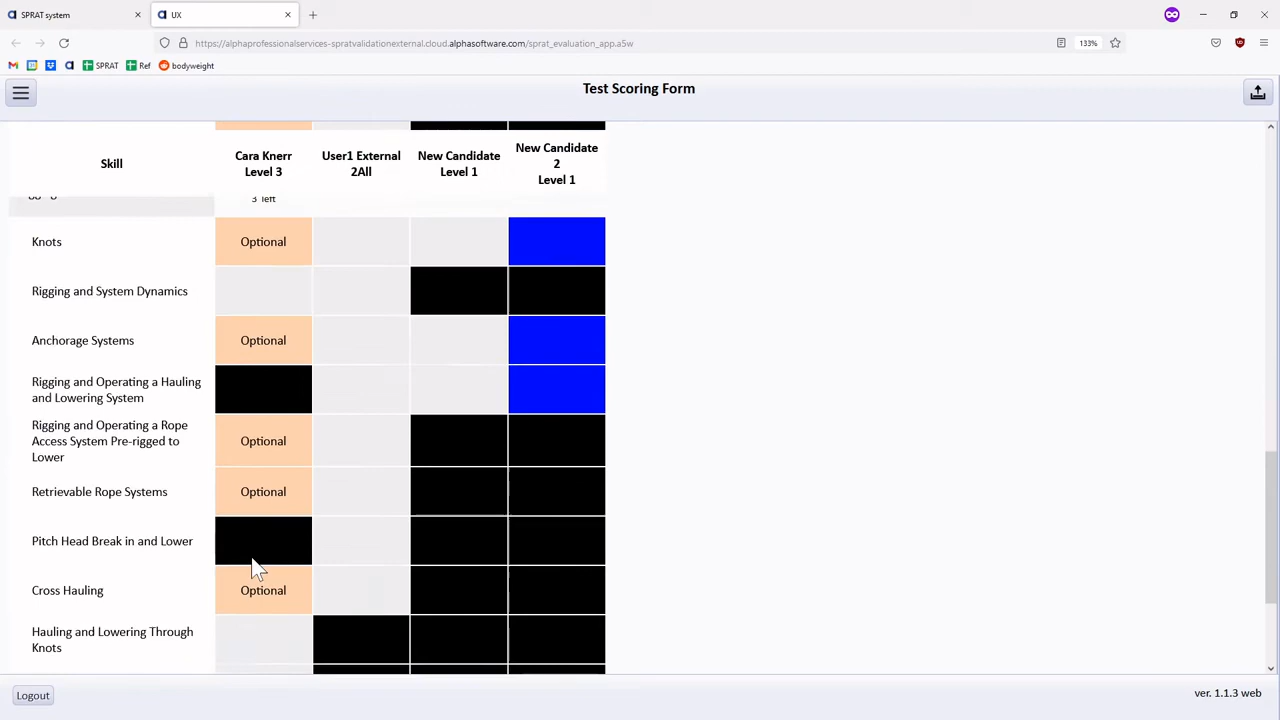 SPRAT system
UX
https://alphaprofessionalservices-spratvalidationexternal.cloud.alphasoftware.com/sprat_evaluation_app.a5w
133%
SPRAT
Ref
bodyweight
Test Scoring Form
Skill
Cara Knerr
Level 3
User1 External
2All
New Candidate
Level 1
New Candidate
2
Level 1
3 left
Knots
Optional
Rigging and System Dynamics
Anchorage Systems
Optional
Rigging and Operating a Hauling
and Lowering System
Rigging and Operating a Rope
Access System Pre-rigged to
Lower
Optional
Retrievable Rope Systems
Optional
Pitch Head Break in and Lower
Cross Hauling
Optional
Hauling and Lowering Through
Knots
Logout
ver. 1.1.3 web